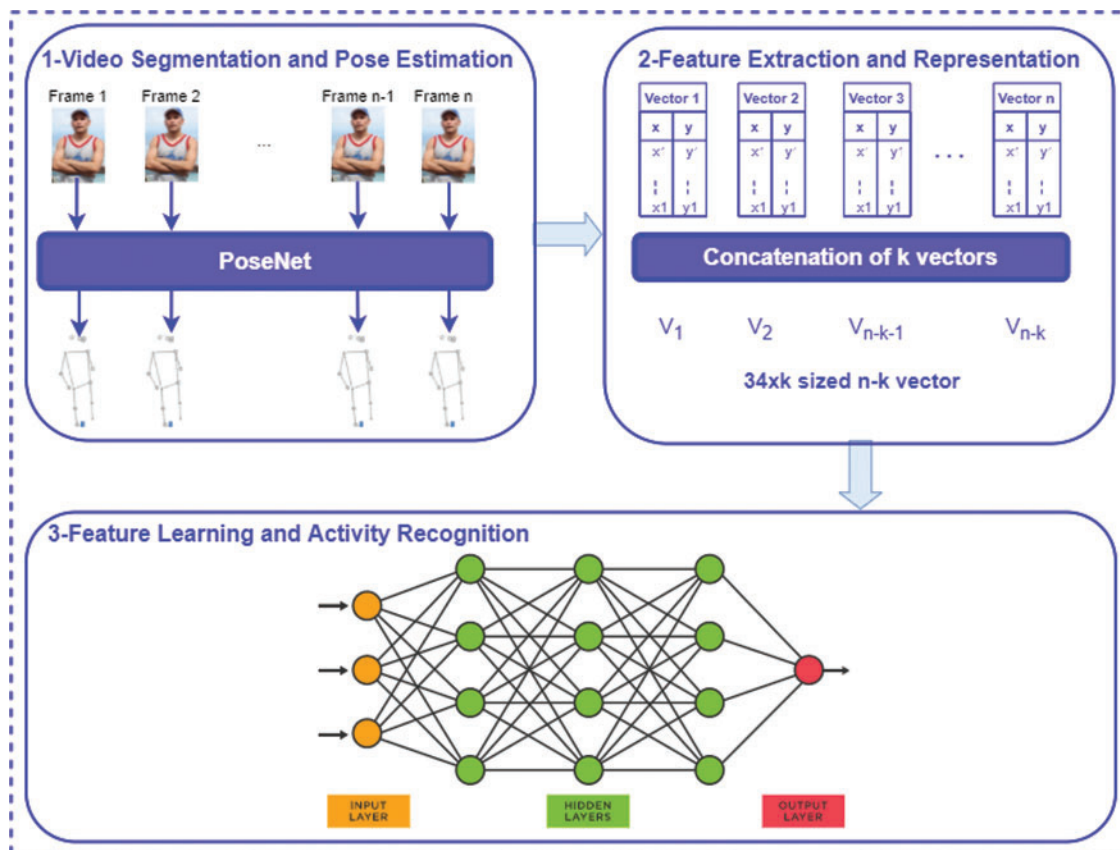 1-Video Segmentation and Pose Estimation
Frame 1 Frame 2 Frame n-1 Frame n
...
PoseNet
2-Feature Extraction and Representation
Vector 1 Vector 2 Vector 3 Vector n
x y x y x y x y
x' y' x' y' x' y' ... x' y'
x1 y1 x1 y1 x1 y1 x1 y1
Concatenation of k vectors
V₁ V₂ Vₙ₋ₖ₋₁ Vₙ₋ₖ
34xk sized n-k vector
3-Feature Learning and Activity Recognition
INPUT LAYER
HIDDEN LAYERS
OUTPUT LAYER